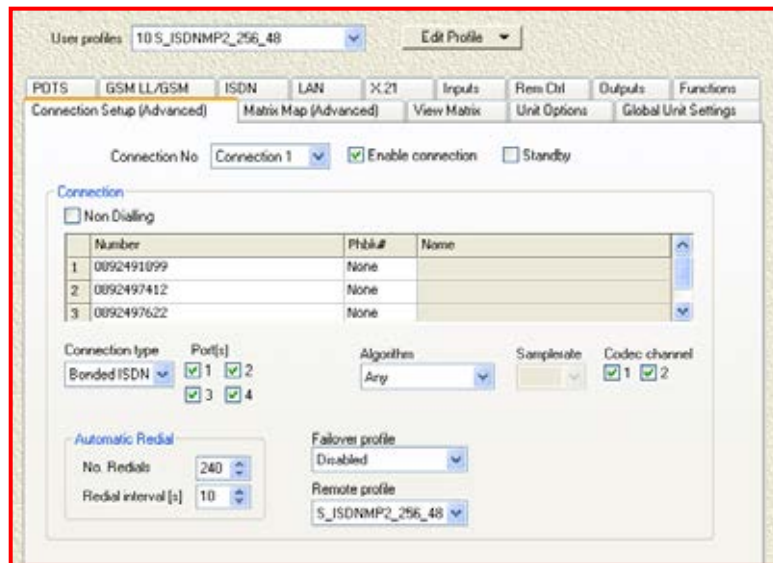 User profiles 10 S_ISDNMP2_256_48 Edit Profile
POTS GSM LL/GSM ISDN LAN X.21 Inputs Rem Ctrl Outputs Functions
Connection Setup (Advanced) Matrix Map (Advanced) View Matrix Unit Options Global Unit Settings
Connection No Connection 1 Enable connection Standby
Connection
Non Dialling
Number Phbk# Name
1 0892491899 None
2 0892497412 None
3 0892497622 None
Connection type Port(s) Algorithm Samplerate Codec channel
Bonded ISDN 1 2 Any 1 2
3 4
Automatic Redial Failover profile
No. Redials 240 Disabled
Redial interval [s] 10 Remote profile
S_ISDNMP2_256_48